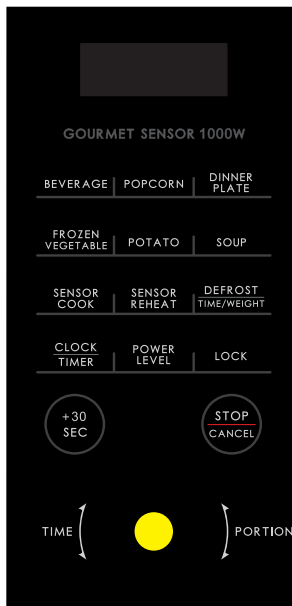 GOURMET SENSOR 1000W
BEVERAGE POPCORN DINNER PLATE
FROZEN VEGETABLE POTATO SOUP
SENSOR COOK SENSOR REHEAT DEFROST TIME/WEIGHT
CLOCK TIMER POWER LEVEL LOCK
+30 SEC STOP CANCEL
TIME PORTION